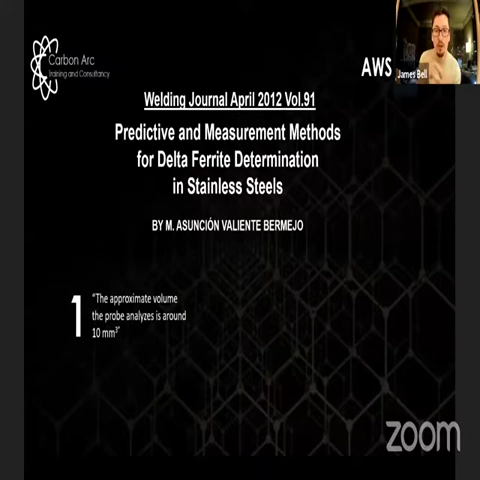 Carbon Arc
Training and Consultancy
AWS
James Bell
Welding Journal April 2012 Vol.91
Predictive and Measurement Methods
for Delta Ferrite Determination
in Stainless Steels
BY M. ASUNCIÓN VALIENTE BERMEJO
1
"The approximate volume
the probe analyzes is around
10 mm³"
zoom